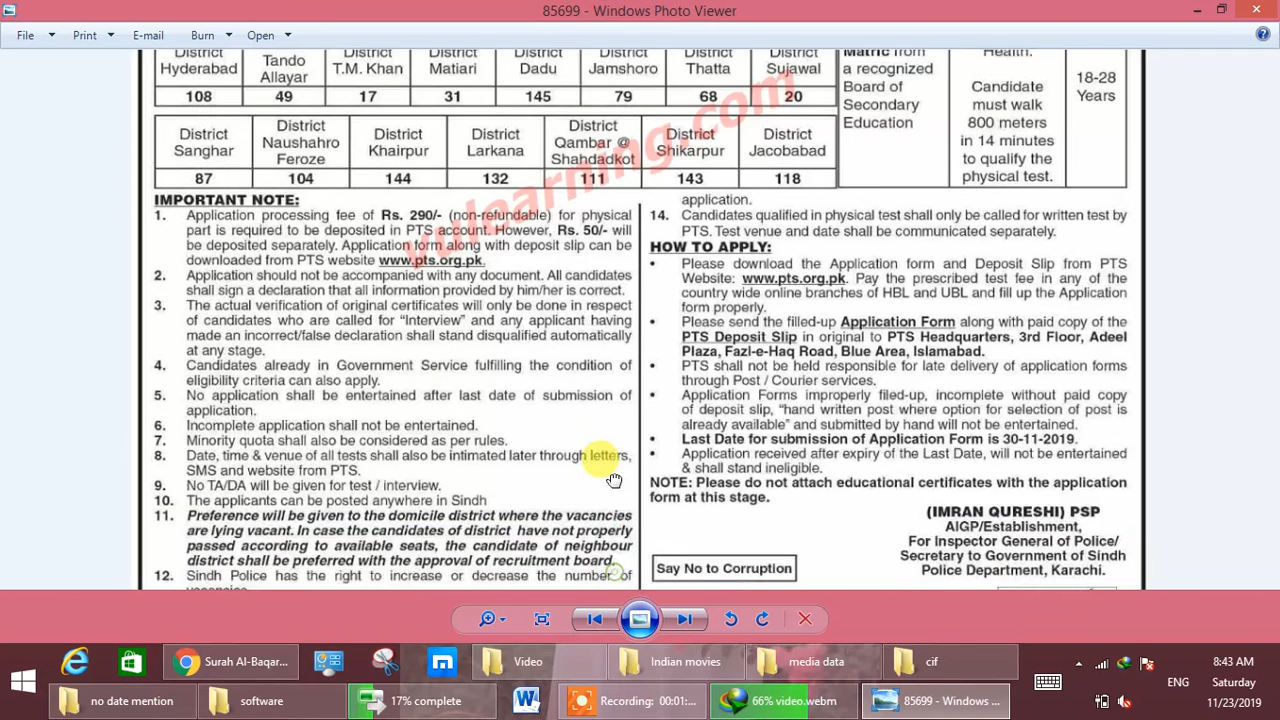 85699 - Windows Photo Viewer
File Print E-mail Burn Open
District Hyderabad
Tando Allayar
District T.M. Khan
District Matiari
District Dadu
District Jamshoro
District Thatta
District Sujawal
108 49 17 31 145 79 68 20
District Sanghar
District Naushahro Feroze
District Khairpur
District Larkana
District Qambar @ Shahdadkot
District Shikarpur
District Jacobabad
87 104 144 132 111 143 118
Matric from
a recognized
Board of
Secondary
Education
Health.
Candidate
must walk
800 meters
in 14 minutes
to qualify the
physical test.
18-28
Years
vulearning.com
IMPORTANT NOTE:
1. Application processing fee of Rs. 290/- (non-refundable) for physical
part is required to be deposited in PTS account. However, Rs. 50/- will
be deposited separately. Application form along with deposit slip can be
downloaded from PTS website www.pts.org.pk.
2. Application should not be accompanied with any document. All candidates
shall sign a declaration that all information provided by him/her is correct.
3. The actual verification of original certificates will only be done in respect
of candidates who are called for "Interview" and any applicant having
made an incorrect/false declaration shall stand disqualified automatically
at any stage.
4. Candidates already in Government Service fulfilling the condition of
eligibility criteria can also apply.
5. No application shall be entertained after last date of submission of
application.
6. Incomplete application shall not be entertained.
7. Minority quota shall also be considered as per rules.
8. Date, time & venue of all tests shall also be intimated later through letters,
SMS and website from PTS.
9. No TA/DA will be given for test / interview.
10. The applicants can be posted anywhere in Sindh
11. Preference will be given to the domicile district where the vacancies
are lying vacant. In case the candidates of district have not properly
passed according to available seats, the candidate of neighbour
district shall be preferred with the approval of recruitment board.
12. Sindh Police has the right to increase or decrease the number of
application.
14. Candidates qualified in physical test shall only be called for written test by
PTS. Test venue and date shall be communicated separately.
HOW TO APPLY:
• Please download the Application form and Deposit Slip from PTS
Website: www.pts.org.pk. Pay the prescribed test fee in any of the
country wide online branches of HBL and UBL and fill up the Application
form properly.
• Please send the filled-up Application Form along with paid copy of the
PTS Deposit Slip in original to PTS Headquarters, 3rd Floor, Adeel
Plaza, Fazl-e-Haq Road, Blue Area, Islamabad.
• PTS shall not be held responsible for late delivery of application forms
through Post / Courier services.
• Application Forms improperly filed-up, incomplete without paid copy
of deposit slip, "hand written post where option for selection of post is
already available" and submitted by hand will not be entertained.
• Last Date for submission of Application Form is 30-11-2019.
• Application received after expiry of the Last Date, will not be entertained
& shall stand ineligible.
NOTE: Please do not attach educational certificates with the application
form at this stage.
(IMRAN QURESHI) PSP
AIGP/Establishment,
For Inspector General of Police/
Secretary to Government of Sindh
Police Department, Karachi.
Say No to Corruption
Surah Al-Baqar...
Video
Indian movies
media data
cif
no date mention
software
17% complete
Recording: 00:01:...
66% video.webm
85699 - Windows ...
ENG
8:43 AM
Saturday
11/23/2019